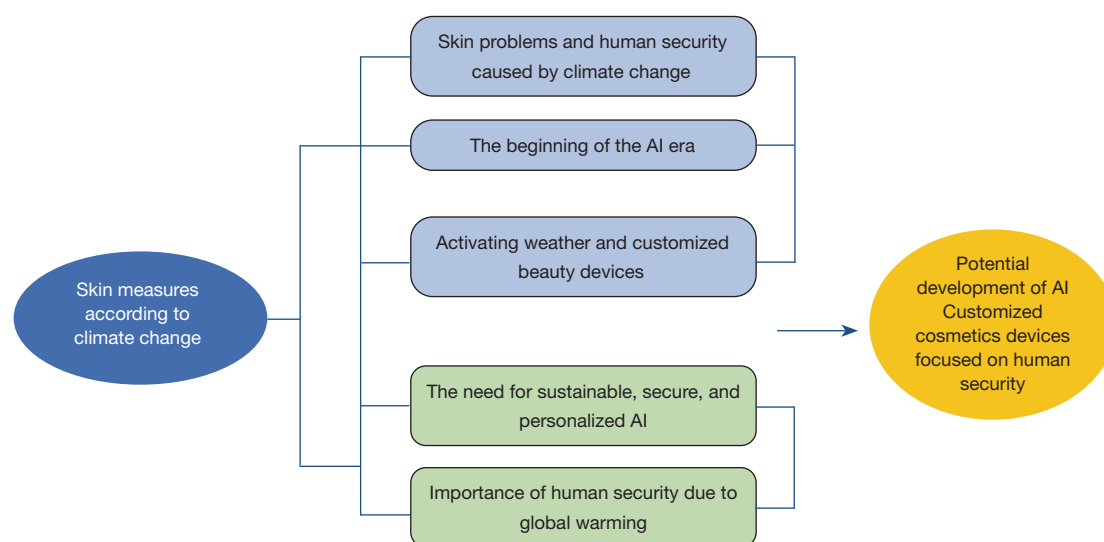 Skin problems and human security
caused by climate change
The beginning of the AI era
Activating weather and customized
beauty devices
Skin measures
according to
climate change
Potential
development of AI
Customized
cosmetics devices
focused on human
security
The need for sustainable, secure, and
personalized AI
Importance of human security due to
global warming